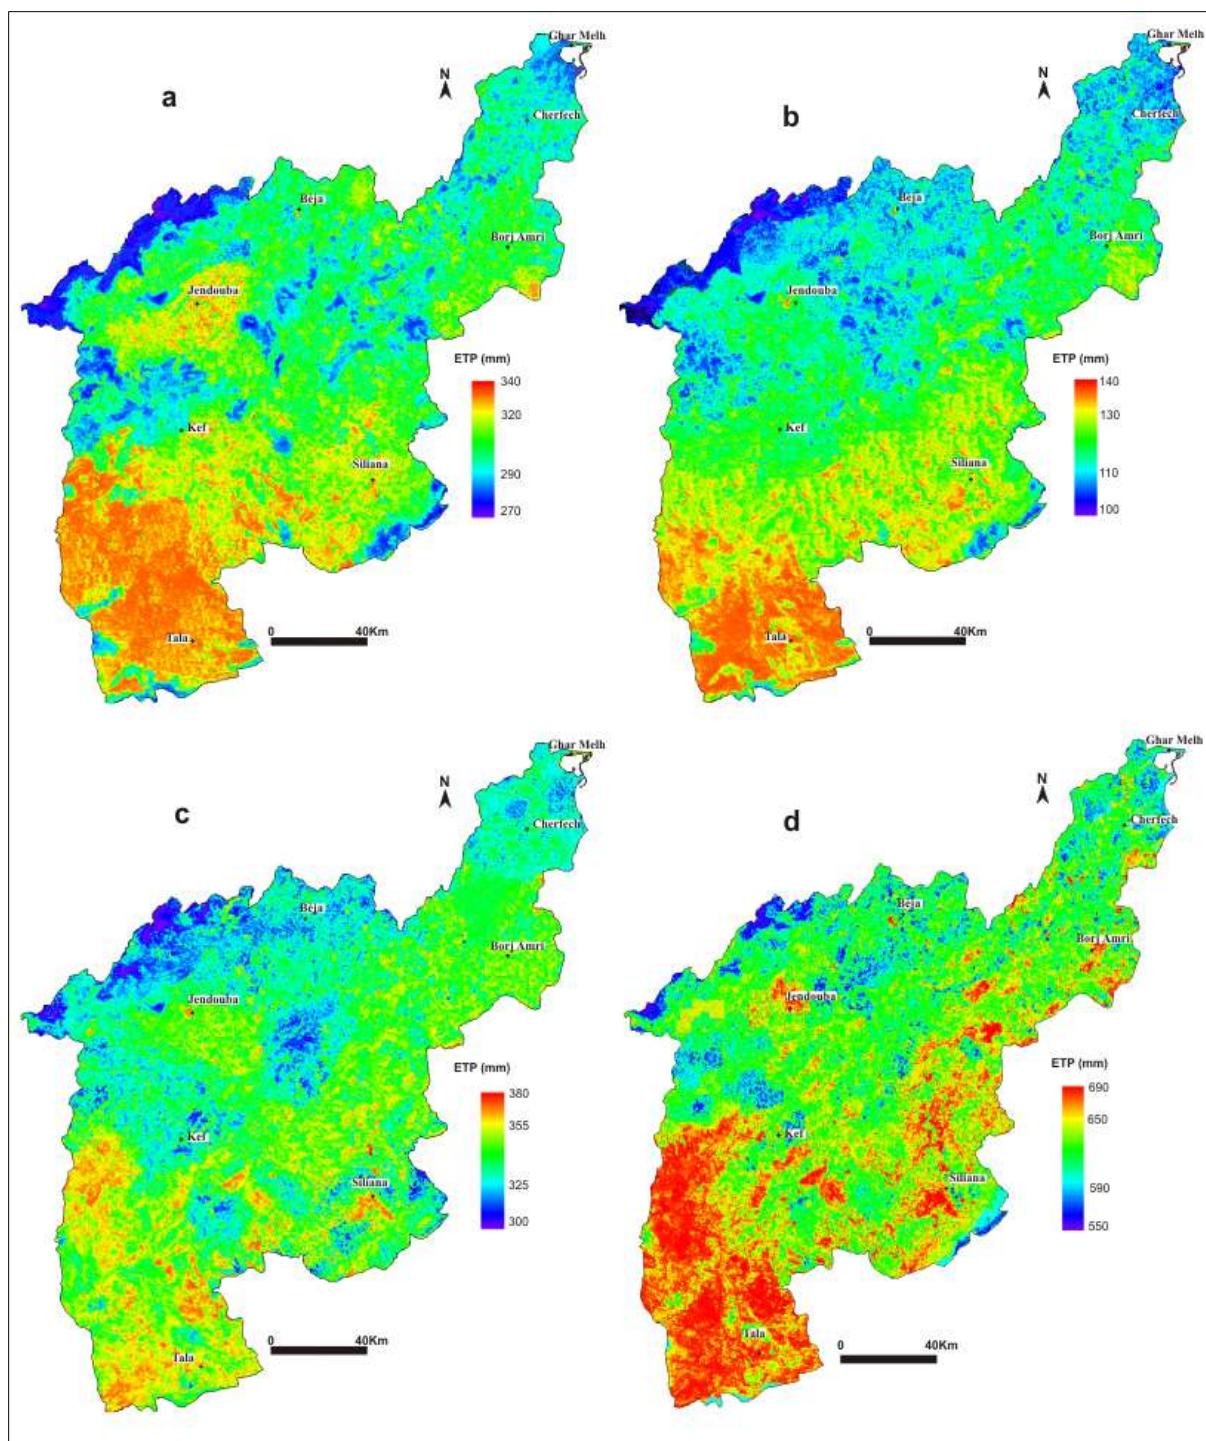 Ghar Melh
N
a
Cherfech
Beja
Borj Amri
Jendouba
ETP (mm)
340
320
290
270
Kef
Siliana
Tala
0 40Km
Ghar Melh
N
b
Cherfech
Beja
Borj Amri
Jendouba
ETP (mm)
140
130
110
100
Kef
Siliana
Tala
0 40Km
Ghar Melh
N
c
Cherfech
Beja
Borj Amri
Jendouba
ETP (mm)
380
355
325
300
Kef
Siliana
Tala
0 40Km
Ghar Melh
N
d
Cherfech
Beja
Borj Amri
Jendouba
ETP (mm)
690
650
590
550
Kef
Siliana
Tala
0 40Km